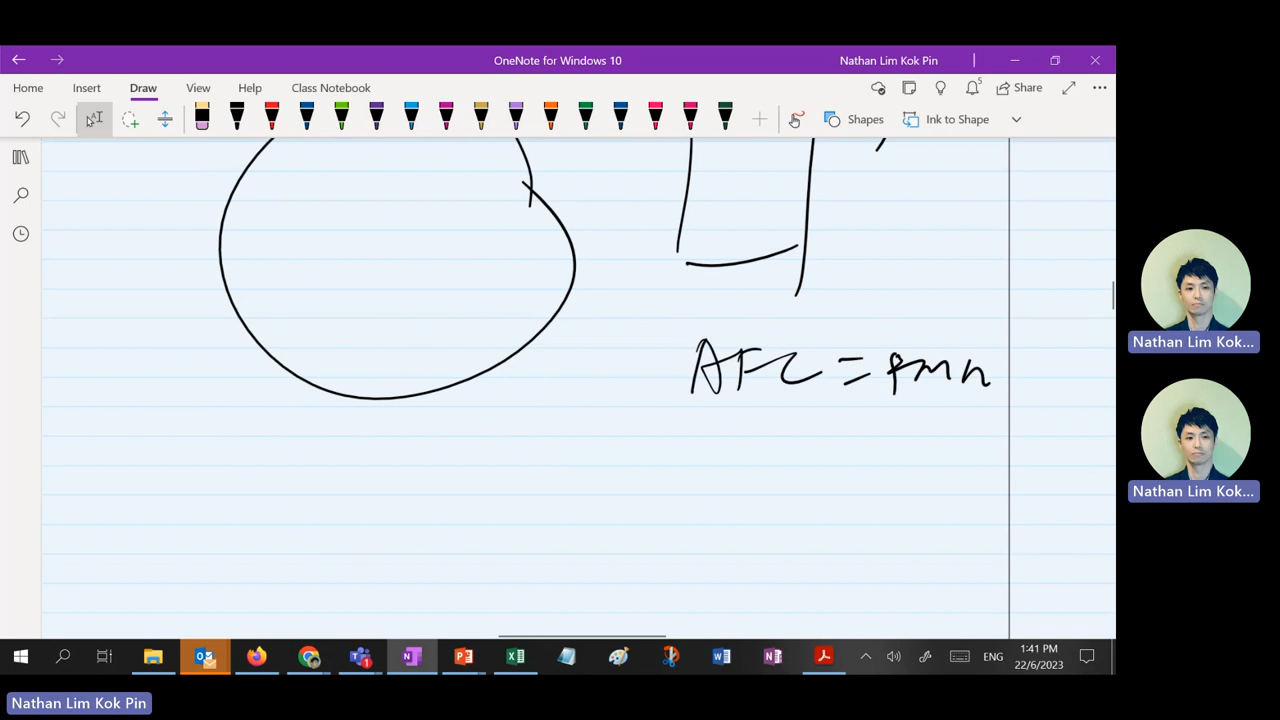 OneNote for Windows 10
Nathan Lim Kok Pin
Home Insert Draw View Help Class Notebook
5
Share
Shapes
Ink to Shape
AFC =
Nathan Lim Kok...
Nathan Lim Kok...
1
ENG
1:41 PM
22/6/2023
Nathan Lim Kok Pin